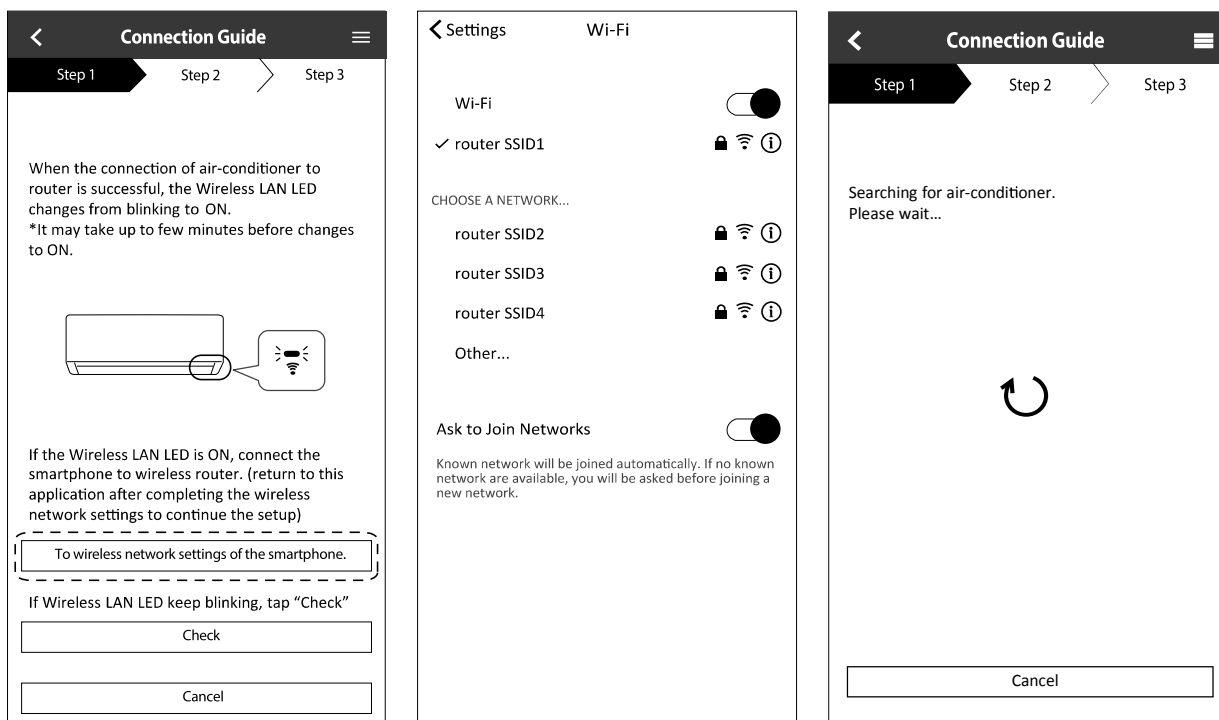 Connection Guide
Step 1
Step 2
Step 3
When the connection of air-conditioner to
router is successful, the Wireless LAN LED
changes from blinking to ON.
*It may take up to few minutes before changes
to ON.
If the Wireless LAN LED is ON, connect the
smartphone to wireless router. (return to this
application after completing the wireless
network settings to continue the setup)
To wireless network settings of the smartphone.
If Wireless LAN LED keep blinking, tap “Check”
Check
Cancel
Settings
Wi-Fi
Wi-Fi
router SSID1
CHOOSE A NETWORK...
router SSID2
router SSID3
router SSID4
Other...
Ask to Join Networks
Known network will be joined automatically. If no known
network are available, you will be asked before joining a
new network.
Connection Guide
Step 1
Step 2
Step 3
Searching for air-conditioner.
Please wait...
Cancel